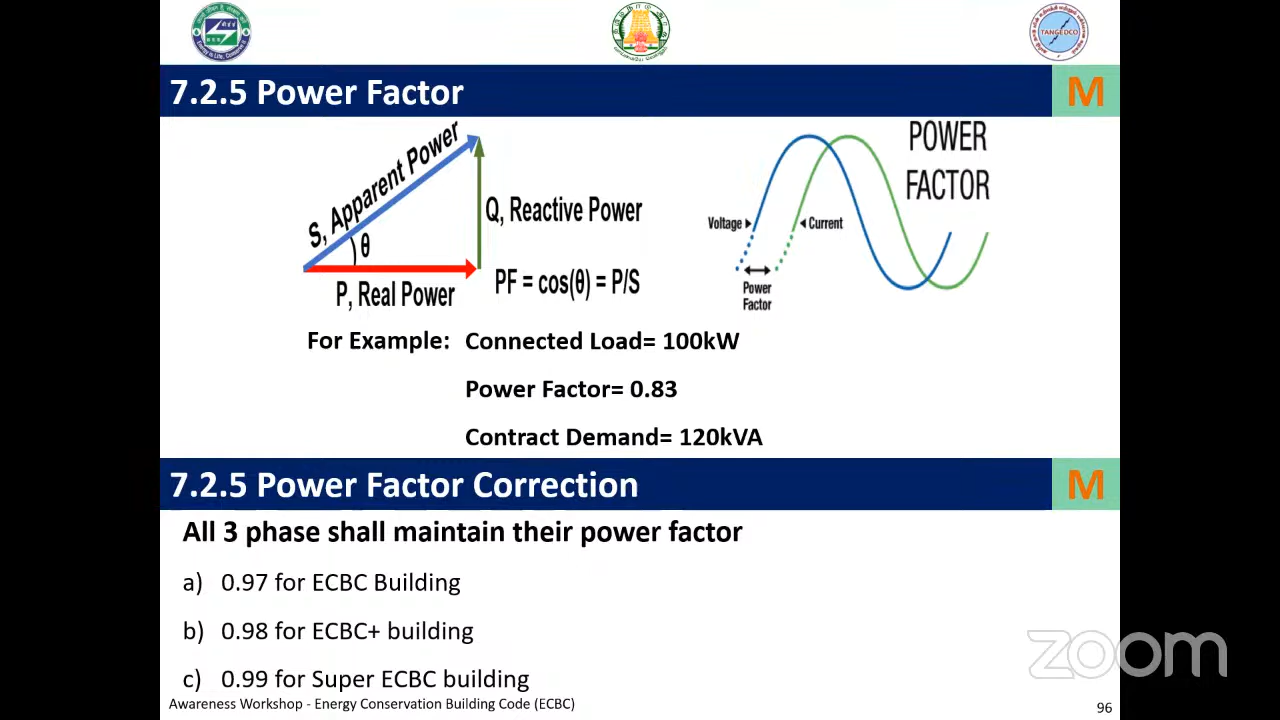 TANGEDCO
7.2.5 Power Factor
M
S, Apparent Power
θ
Q, Reactive Power
P, Real Power
PF = cos(θ) = P/S
POWER
FACTOR
Voltage
Current
Power
Factor
For Example: Connected Load= 100kW
Power Factor= 0.83
Contract Demand= 120kVA
7.2.5 Power Factor Correction
M
All 3 phase shall maintain their power factor
a) 0.97 for ECBC Building
b) 0.98 for ECBC+ building
c) 0.99 for Super ECBC building
zoom
Awareness Workshop - Energy Conservation Building Code (ECBC)
96